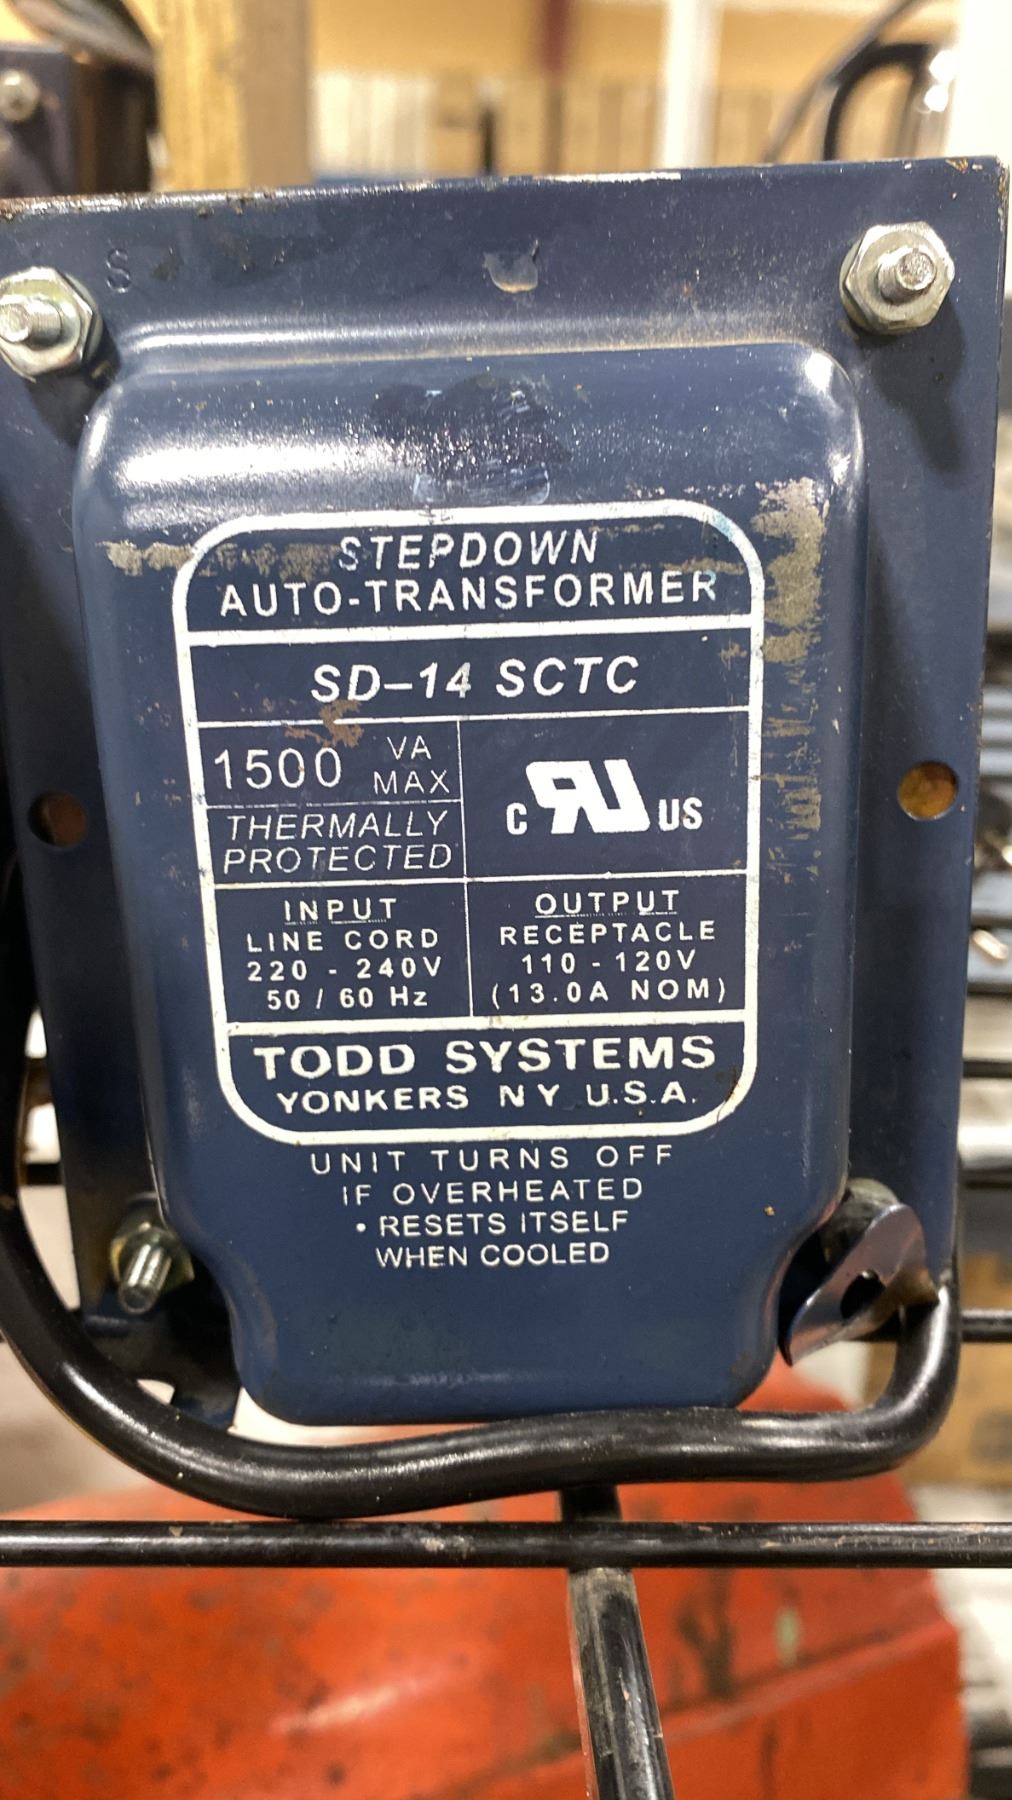 S
STEPDOWN
AUTO-TRANSFORMER
SD-14 SCTC
1500 VA MAX
THERMALLY
PROTECTED
c RU US
INPUT
LINE CORD
220 - 240V
50 / 60 Hz
OUTPUT
RECEPTACLE
110 - 120V
(13.0A NOM)
TODD SYSTEMS
YONKERS NY U.S.A.
UNIT TURNS OFF
IF OVERHEATED
• RESETS ITSELF
WHEN COOLED